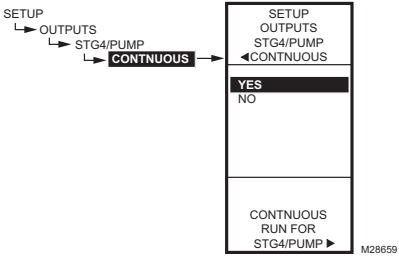 SETUP
OUTPUTS
STG4/PUMP
CONTNUOUS
SETUP
OUTPUTS
STG4/PUMP
◀CONTNUOUS
YES
NO
CONTNUOUS
RUN FOR
STG4/PUMP ▶
M28659